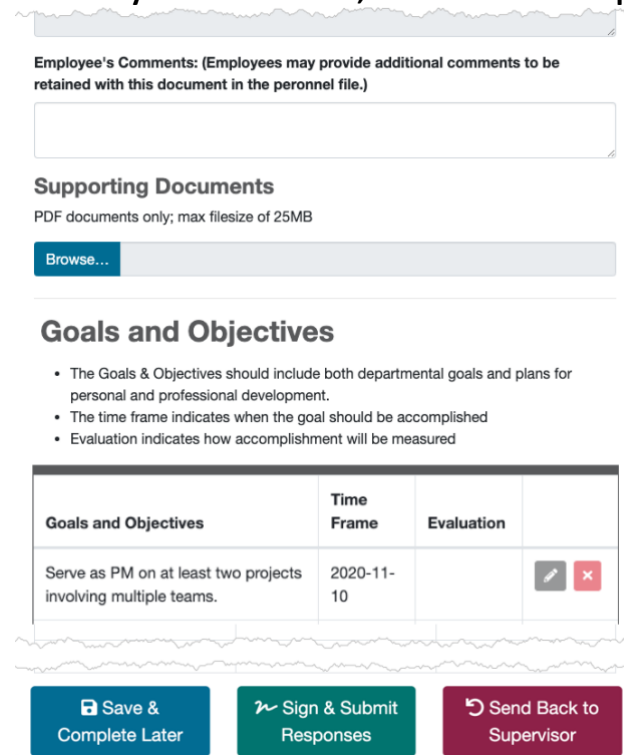 Employee's Comments: (Employees may provide additional comments to be
retained with this document in the peronnel file.)
Supporting Documents
PDF documents only; max filesize of 25MB
Browse...
Goals and Objectives
• The Goals & Objectives should include both departmental goals and plans for
personal and professional development.
• The time frame indicates when the goal should be accomplished
• Evaluation indicates how accomplishment will be measured
Goals and Objectives
Time
Frame
Evaluation
Serve as PM on at least two projects
involving multiple teams.
2020-11-
10
Save &
Complete Later
Sign & Submit
Responses
Send Back to
Supervisor